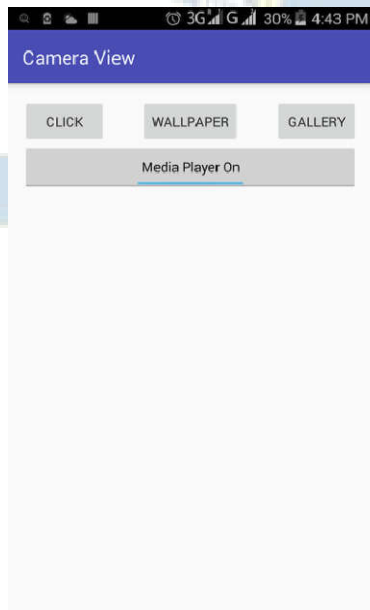 3G G 30% 4:43 PM
Camera View
CLICK WALLPAPER GALLERY
Media Player On